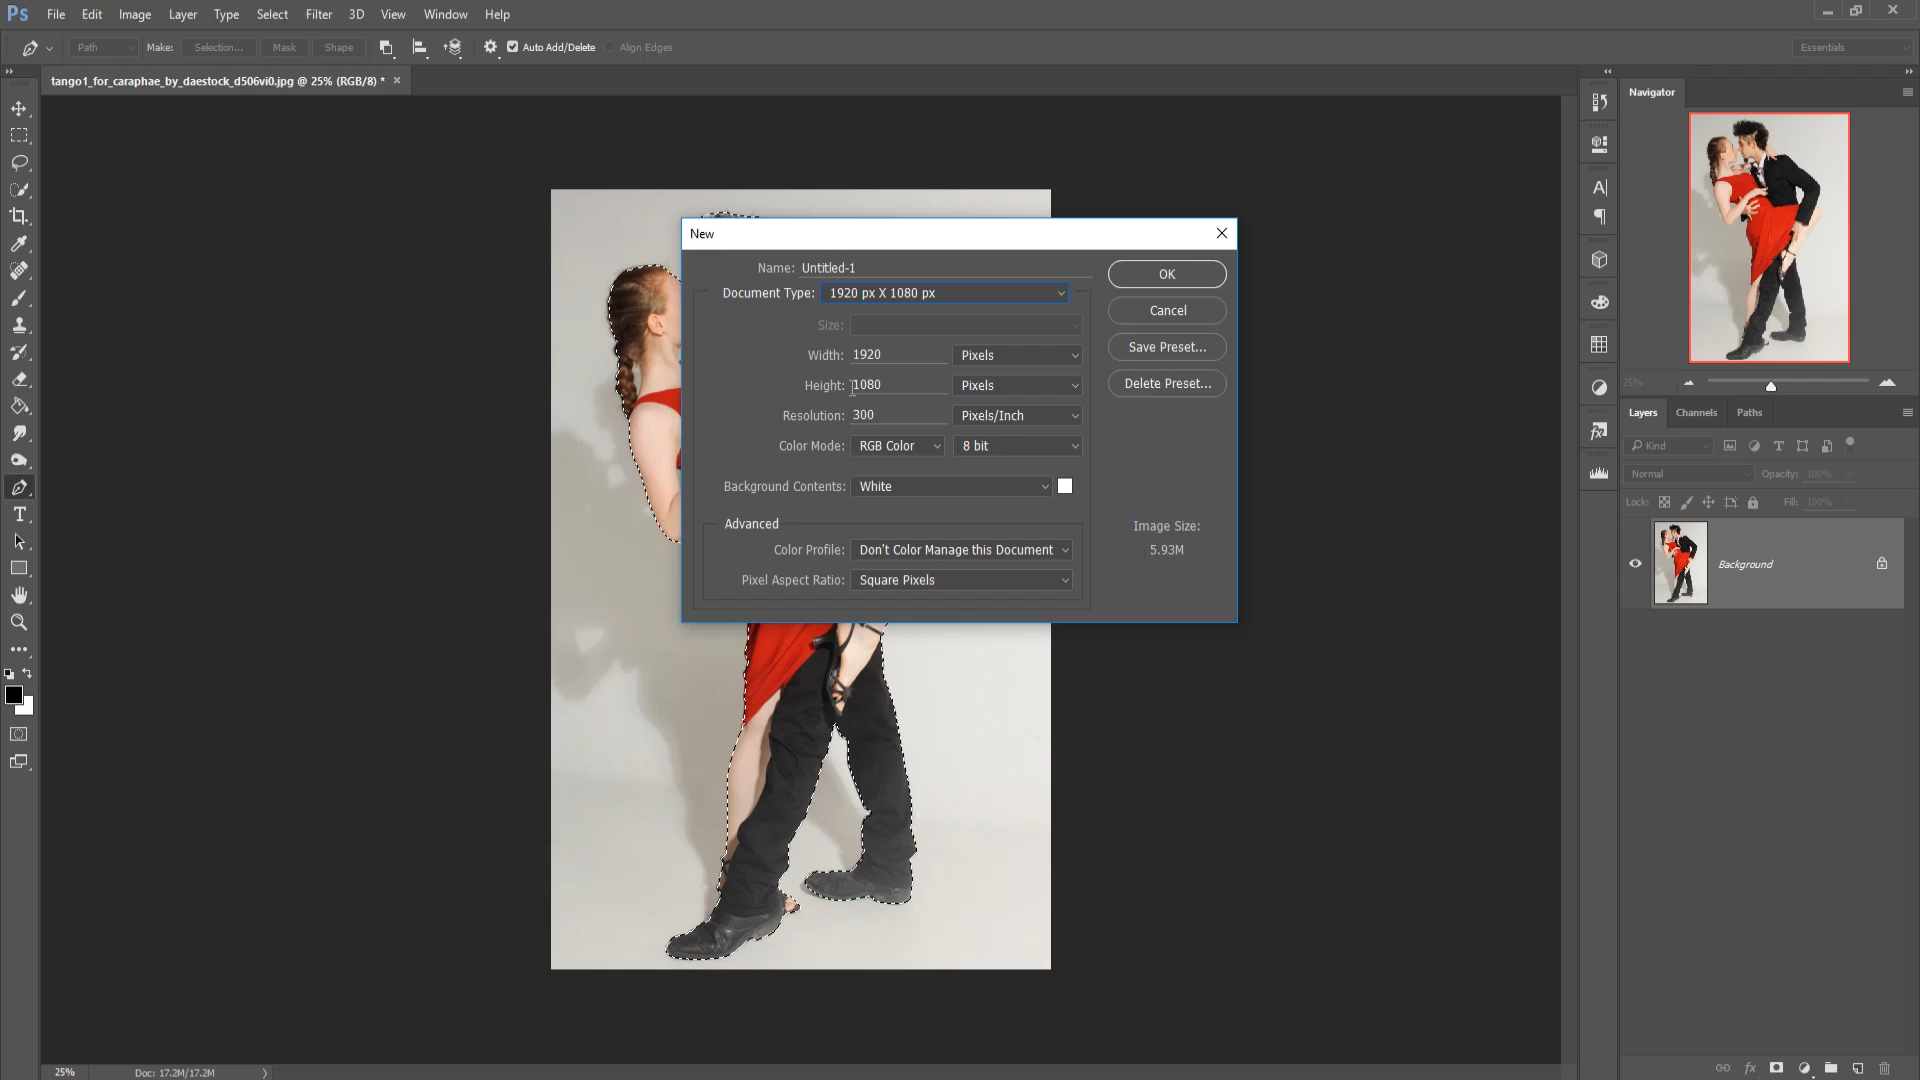 Ps File Edit Image Layer Type Select Filter 3D View Window Help
Path Make: Selection... Mask Shape Auto Add/Delete Align Edges Essentials
tango1_for_caraphae_by_daestock_d506vi0.jpg @ 25% (RGB/8) * ×
Navigator
25%
Layers Channels Paths
Kind
Normal Opacity: 100%
Lock: Fill: 100%
Background
New
Name: Untitled-1
Document Type: 1920 px X 1080 px
Size:
Width: 1920 Pixels
Height: 1080 Pixels
Resolution: 300 Pixels/Inch
Color Mode: RGB Color 8 bit
Background Contents: White
Advanced
Color Profile: Don't Color Manage this Document
Pixel Aspect Ratio: Square Pixels
OK
Cancel
Save Preset...
Delete Preset...
Image Size:
5.93M
25% Doc: 17.2M/17.2M